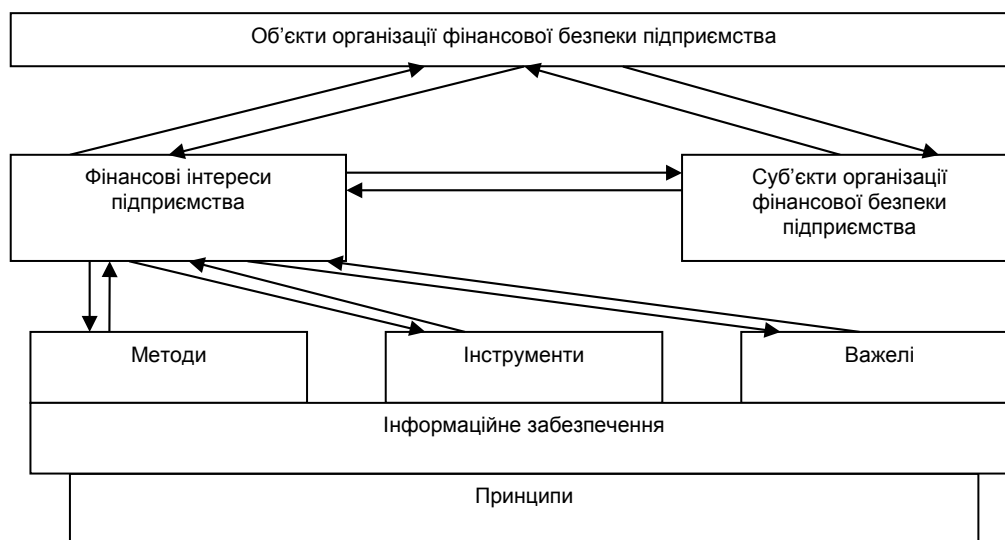 Об’єкти організації фінансової безпеки підприємства
Фінансові інтереси
підприємства
Суб’єкти організації
фінансової безпеки
підприємства
Методи
Інструменти
Важелі
Інформаційне забезпечення
Принципи